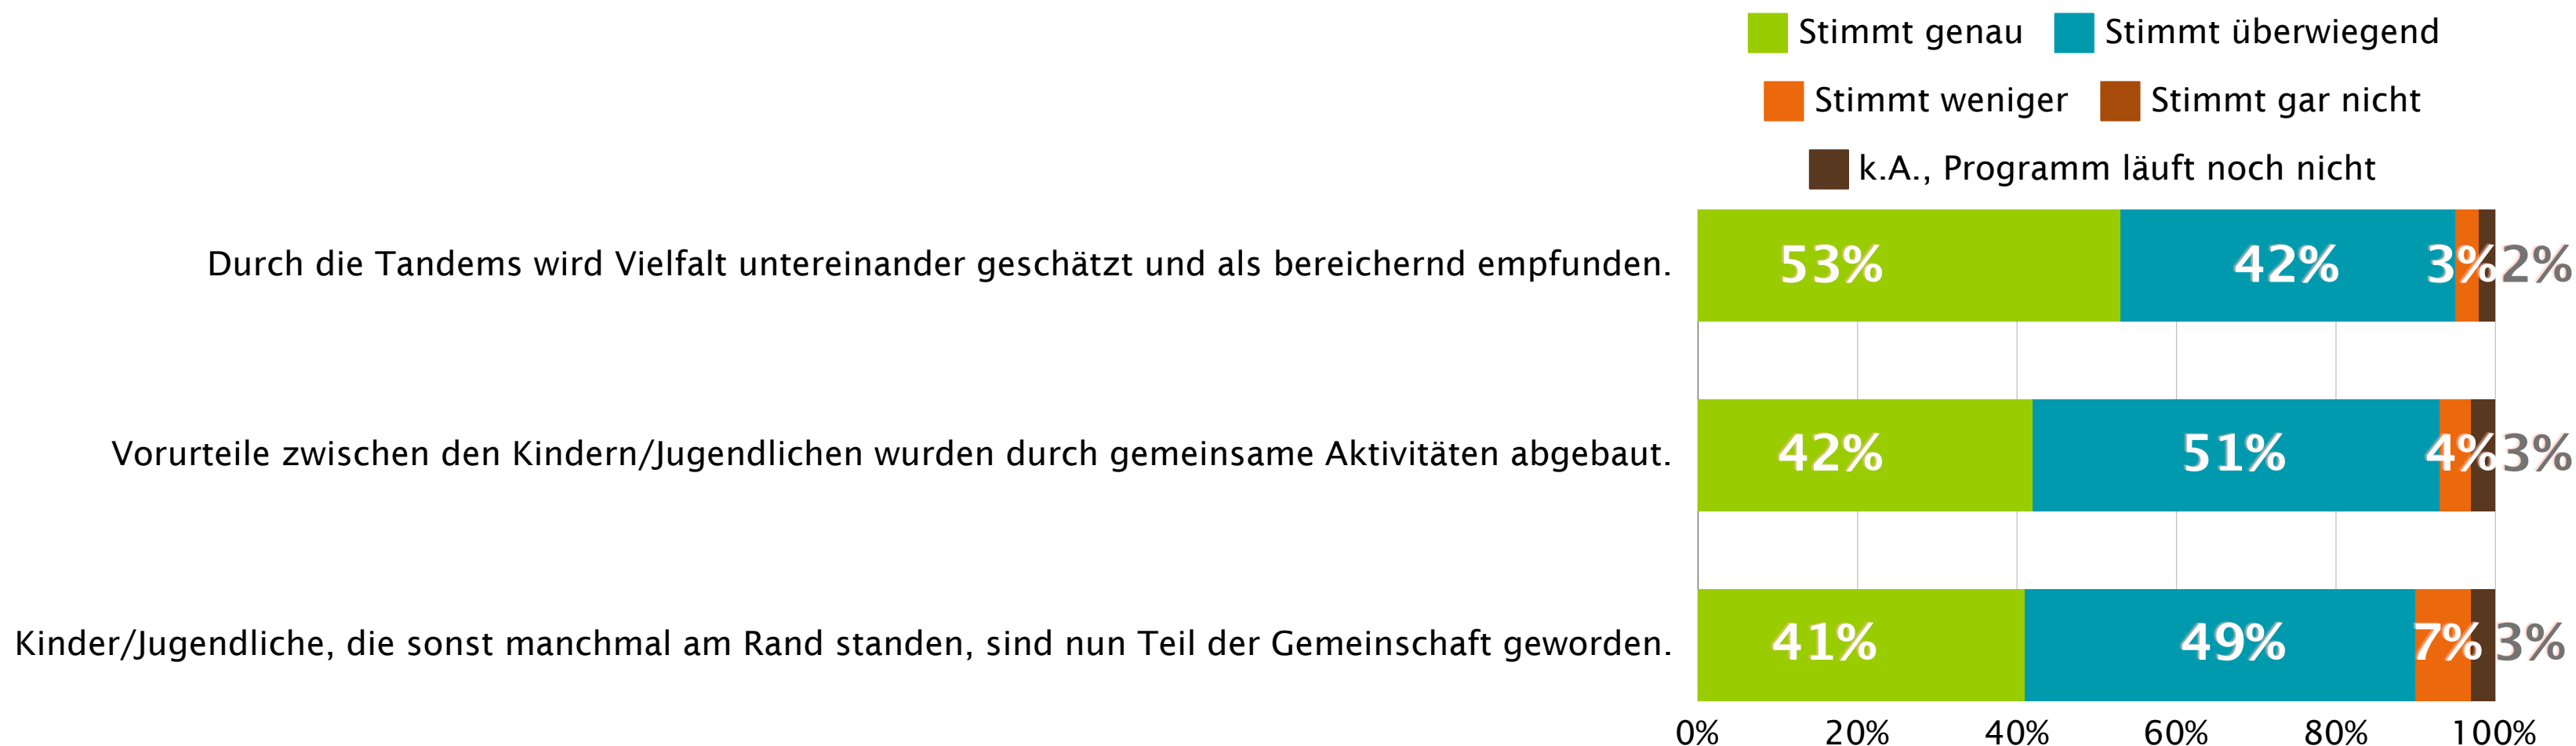 Stimmt genau Stimmt überwiegend
Stimmt weniger Stimmt gar nicht
k.A., Programm läuft noch nicht
Durch die Tandems wird Vielfalt untereinander geschätzt und als bereichernd empfunden. 53% 42% 3% 2%
Vorurteile zwischen den Kindern/Jugendlichen wurden durch gemeinsame Aktivitäten abgebaut. 42% 51% 4% 3%
Kinder/Jugendliche, die sonst manchmal am Rand standen, sind nun Teil der Gemeinschaft geworden. 41% 49% 7% 3%
0% 20% 40% 60% 80% 100%